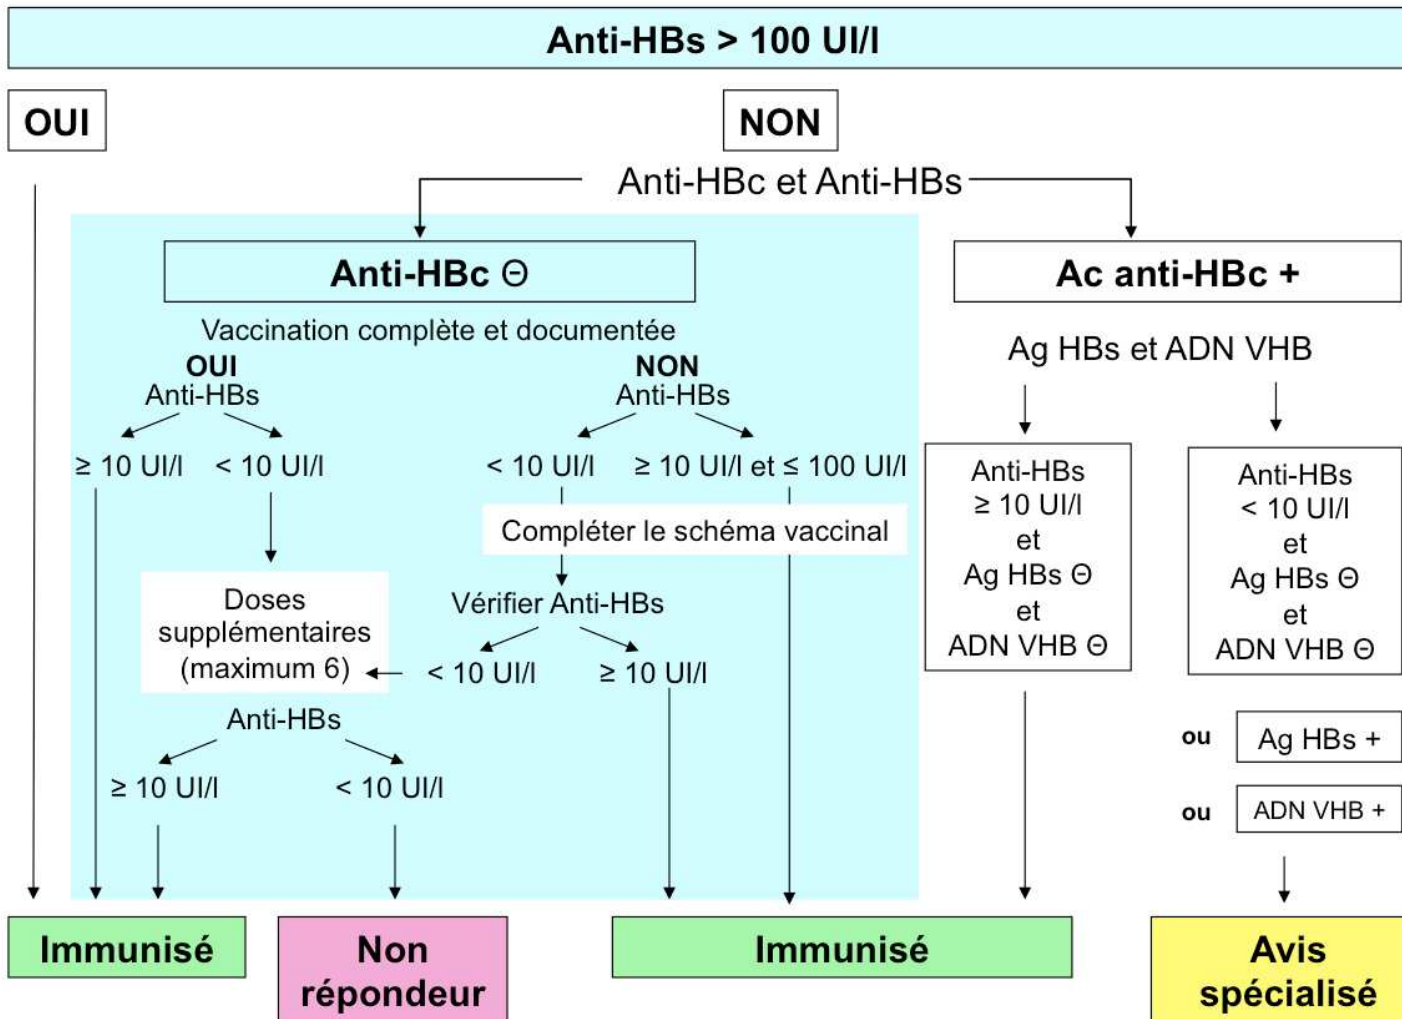 Anti-HBs > 100 UI/l
OUI
NON
Anti-HBc et Anti-HBs
Anti-HBc Θ
Vaccination complète et documentée
OUI
Anti-HBs
≥ 10 UI/l
< 10 UI/l
NON
Anti-HBs
< 10 UI/l
≥ 10 UI/l et ≤ 100 UI/l
Compléter le schéma vaccinal
Vérifier Anti-HBs
< 10 UI/l
≥ 10 UI/l
Doses
supplémentaires
(maximum 6)
Anti-HBs
≥ 10 UI/l
< 10 UI/l
Ac anti-HBc +
Ag HBs et ADN VHB
Anti-HBs
≥ 10 UI/l
et
Ag HBs Θ
et
ADN VHB Θ
Anti-HBs
< 10 UI/l
et
Ag HBs Θ
et
ADN VHB Θ
ou
Ag HBs +
ou
ADN VHB +
Immunisé
Non
répondeur
Immunisé
Avis
spécialisé